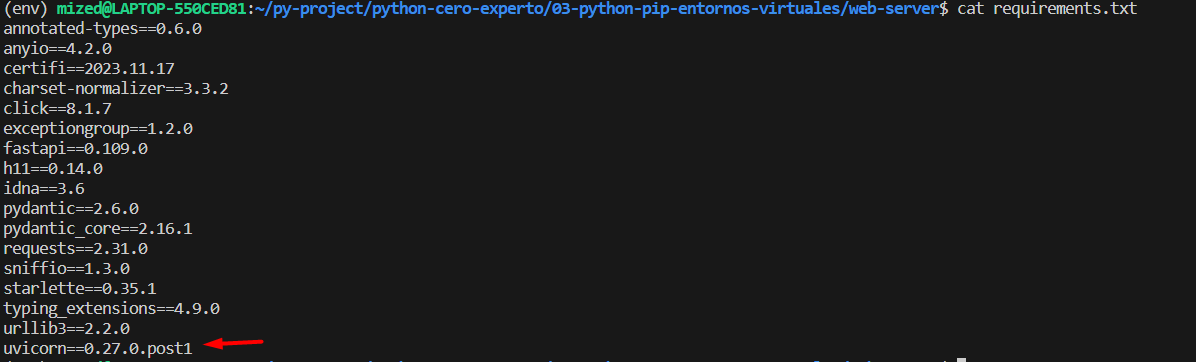 (env) mized@LAPTOP-550CED81:~/py-project/python-cero-experto/03-python-pip-entornos-virtuales/web-server$ cat requirements.txt
annotated-types==0.6.0
anyio==4.2.0
certifi==2023.11.17
charset-normalizer==3.3.2
click==8.1.7
exceptiongroup==1.2.0
fastapi==0.109.0
h11==0.14.0
idna==3.6
pydantic==2.6.0
pydantic_core==2.16.1
requests==2.31.0
sniffio==1.3.0
starlette==0.35.1
typing_extensions==4.9.0
urllib3==2.2.0
uvicorn==0.27.0.post1